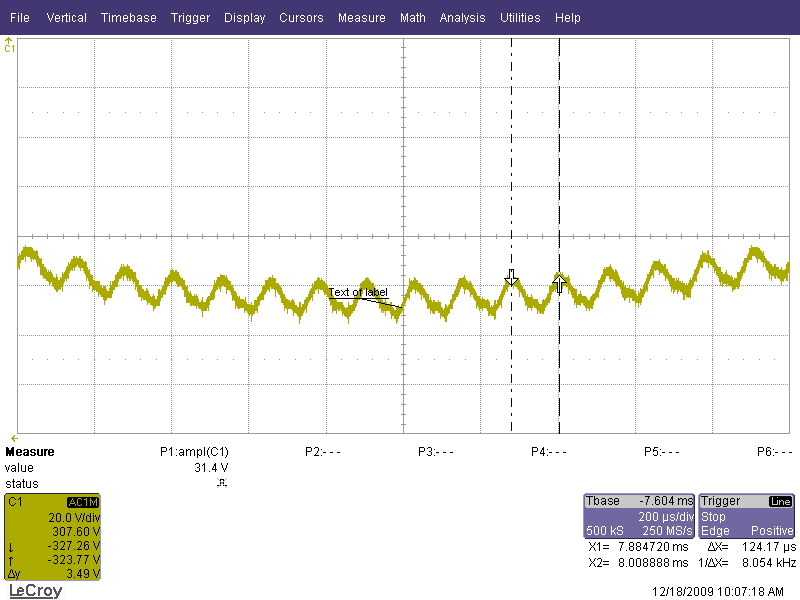 File Vertical Timebase Trigger Display Cursors Measure Math Analysis Utilities Help
C1
Text of label
Measure P1:ampl(C1) P2:--- P3:--- P4:--- P5:--- P6:---
value 31.4 V
status
C1 AC1M
20.0 V/div
307.60 V
↓ -327.26 V
↑ -323.77 V
Δy 3.49 V
Tbase -7.604 ms
200 µs/div
500 kS 250 MS/s
Trigger Line
Stop
Edge Positive
X1= 7.884720 ms ΔX= 124.17 µs
X2= 8.008888 ms 1/ΔX= 8.054 kHz
LeCroy
12/18/2009 10:07:18 AM